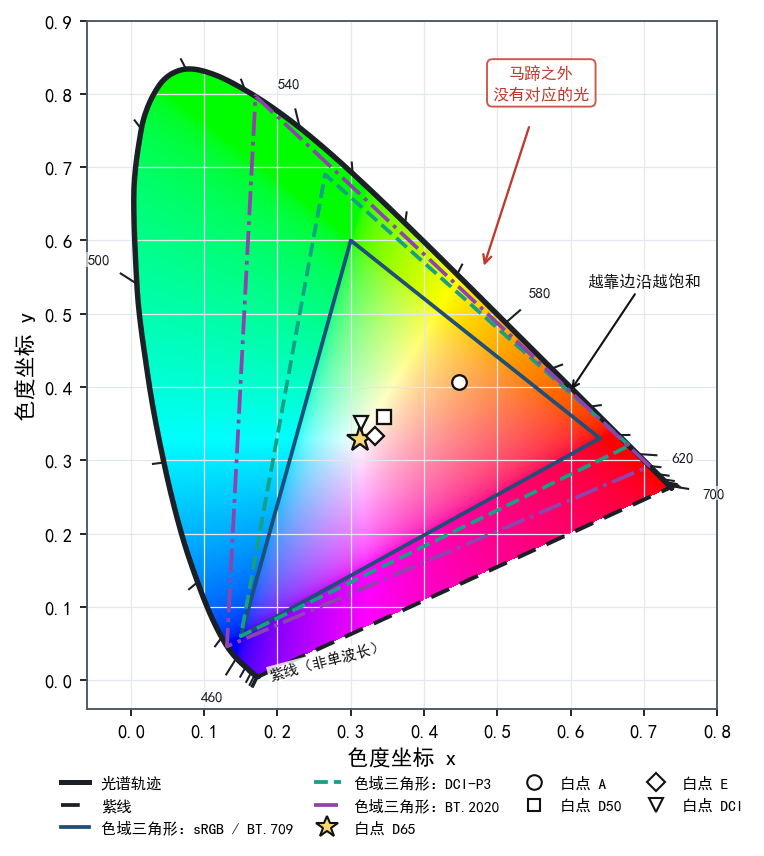 0.9
0.8
0.7
0.6
0.5
0.4
0.3
0.2
0.1
0.0
色度坐标 y
540
马蹄之外
没有对应的光
500
越靠边沿越饱和
580
620
700
紫线（非单波长）
460
0.0 0.1 0.2 0.3 0.4 0.5 0.6 0.7 0.8
色度坐标 x
光谱轨迹
紫线
色域三角形：sRGB / BT.709
色域三角形：DCI-P3
色域三角形：BT.2020
白点 D65
白点 A
白点 D50
白点 E
白点 DCI